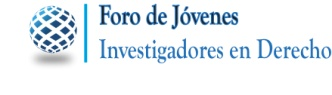 Foro de Jóvenes
Investigadores en Derecho